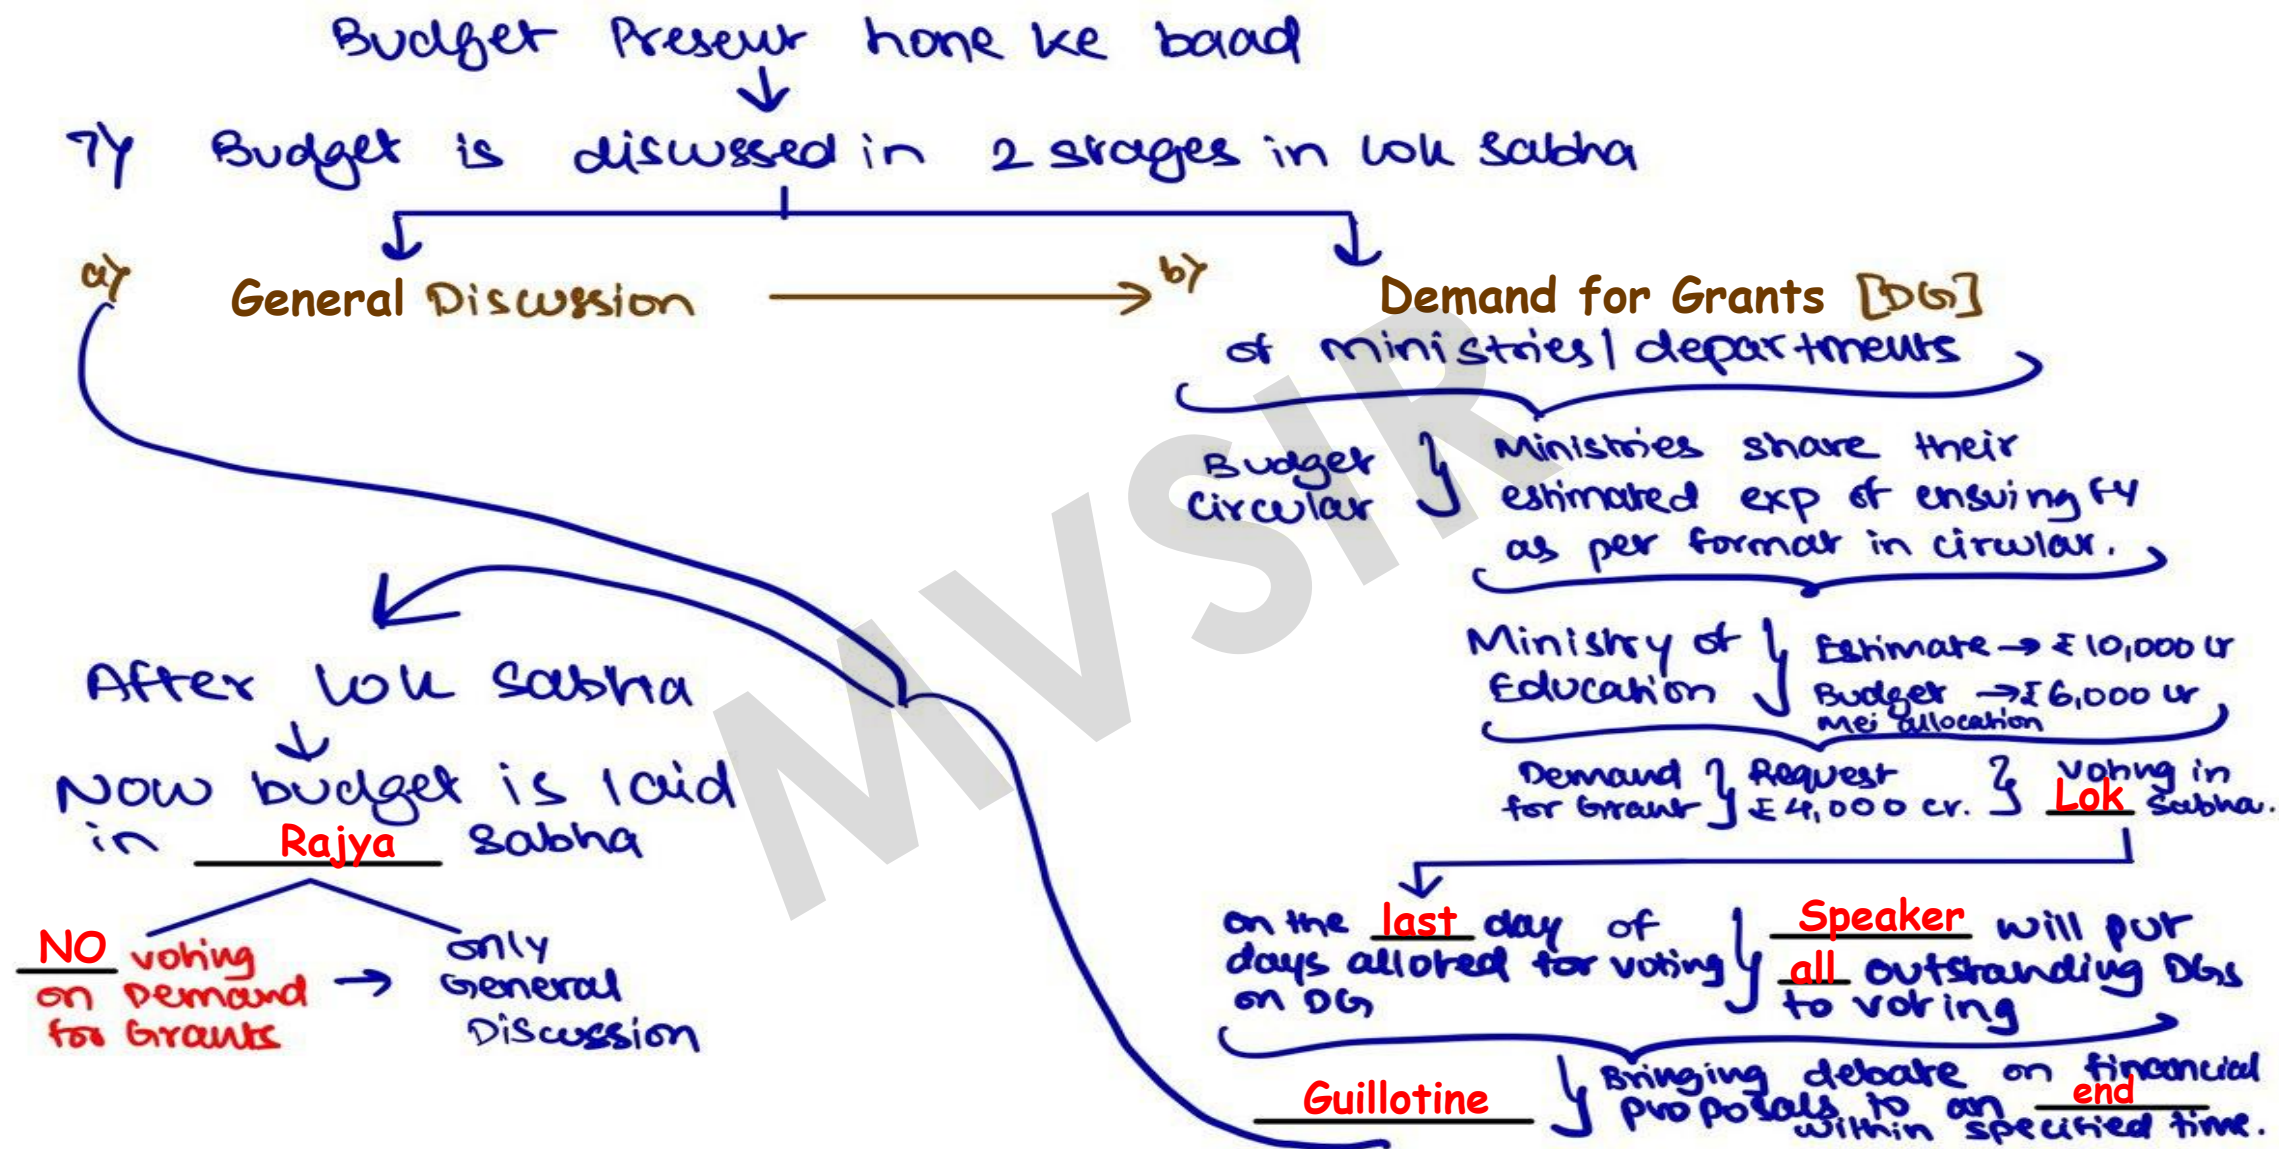 Budget Present hone ke baad
7) Budget is discussed in 2 stages in Lok Sabha
a) General Discussion
b) Demand for Grants [DG]
of ministries / departments
Budget Circular
Ministries share their
estimated exp of ensuing FY
as per format in circular.
Ministry of
Education
Estimate → ₹10,000 cr
Budget → ₹6,000 cr
Mei allocation
Demand
for Grant
Request
₹4,000 cr.
Voting in
Lok Sabha.
on the last day of
days alloted for voting
on DG
Speaker will put
all outstanding DGs
to voting
Guillotine
Bringing debate on financial
proposals to an end
within specified time.
After Lok Sabha
Now budget is laid
in Rajya Sabha
NO voting
on Demand
for Grants
only
General
Discussion
MVSIR